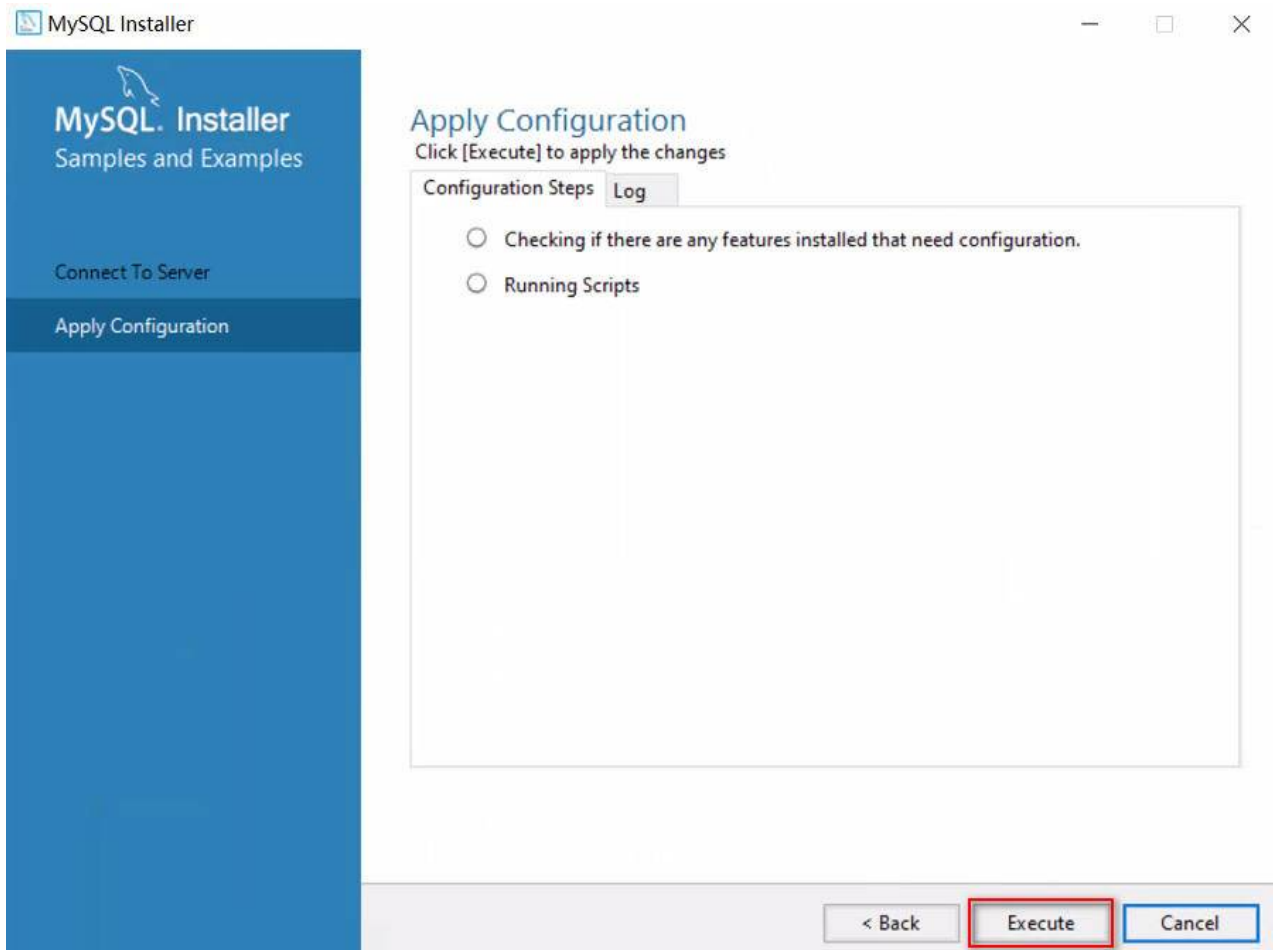 MySQL Installer
MySQL. Installer
Samples and Examples
Connect To Server
Apply Configuration
Apply Configuration
Click [Execute] to apply the changes
Configuration Steps
Log
Checking if there are any features installed that need configuration.
Running Scripts
< Back
Execute
Cancel